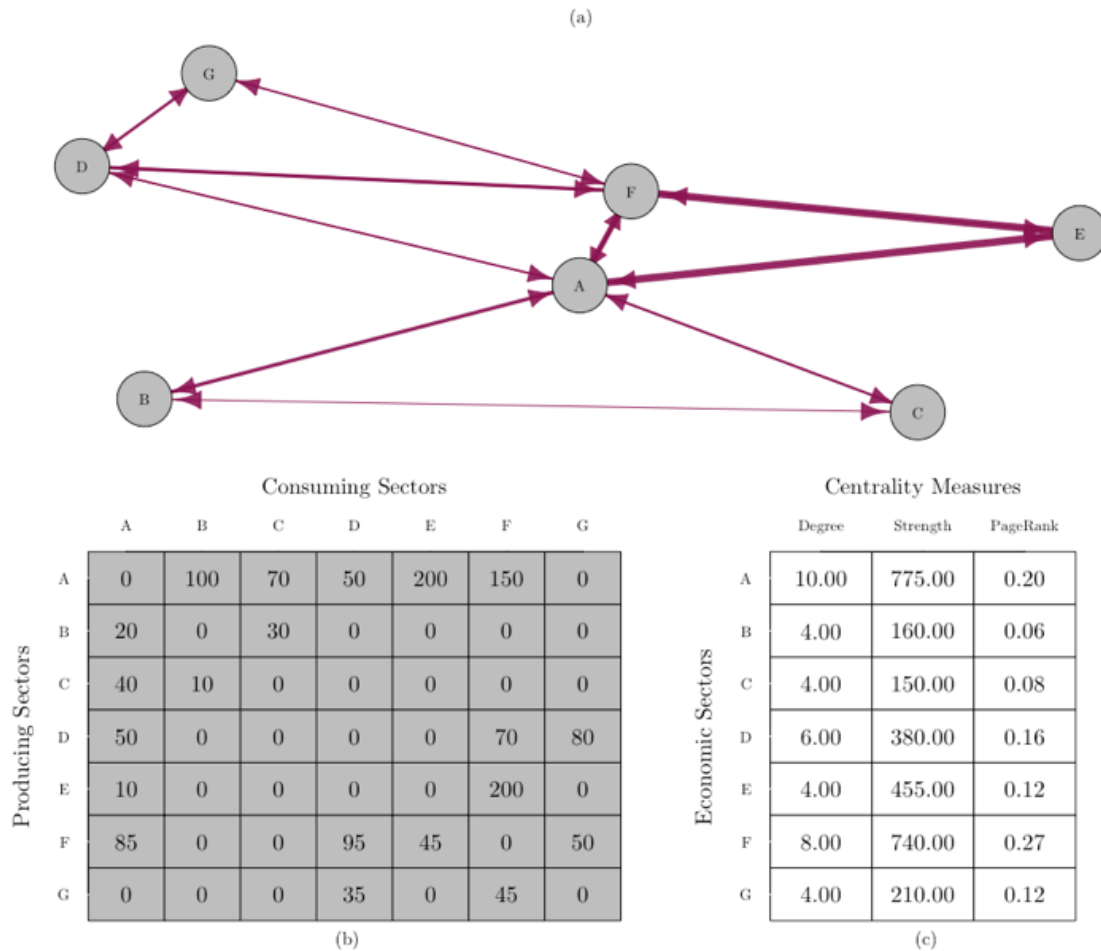 (a)
G
D
F
E
A
B
C
Consuming Sectors
A B C D E F G
Producing Sectors
A 0 100 70 50 200 150 0
B 20 0 30 0 0 0 0
C 40 10 0 0 0 0 0
D 50 0 0 0 0 70 80
E 10 0 0 0 0 200 0
F 85 0 0 95 45 0 50
G 0 0 0 35 0 45 0
(b)
Centrality Measures
Degree Strength PageRank
Economic Sectors
A 10.00 775.00 0.20
B 4.00 160.00 0.06
C 4.00 150.00 0.08
D 6.00 380.00 0.16
E 4.00 455.00 0.12
F 8.00 740.00 0.27
G 4.00 210.00 0.12
(c)